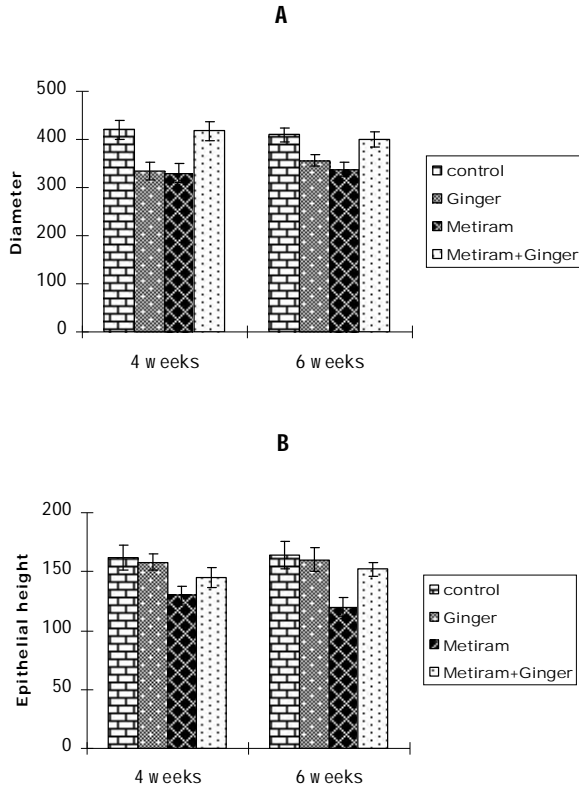 A
500
400
300
200
100
0
Diameter
4 weeks
6 weeks
control
Ginger
Metiram
Metiram+Ginger
B
200
150
100
50
0
Epithelial height
4 weeks
6 weeks
control
Ginger
Metiram
Metiram+Ginger